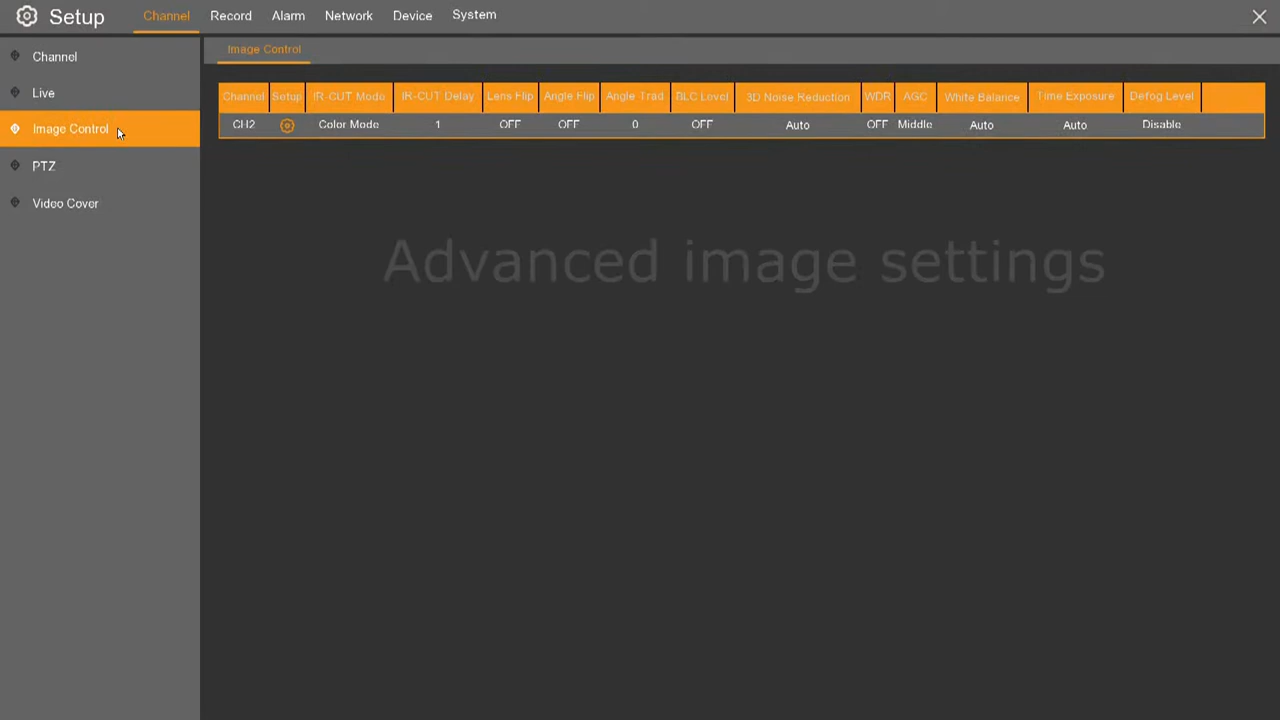 Setup Channel Record Alarm Network Device System
Channel
Live
Image Control
PTZ
Video Cover
Image Control
Channel Setup IR-CUT Mode IR-CUT Delay Lens Flip Angle Flip Angle Trad BLC Level 3D Noise Reduction WDR AGC White Balance Time Exposure Defog Level
CH2 Color Mode 1 OFF OFF 0 OFF Auto OFF Middle Auto Auto Disable
Advanced image settings